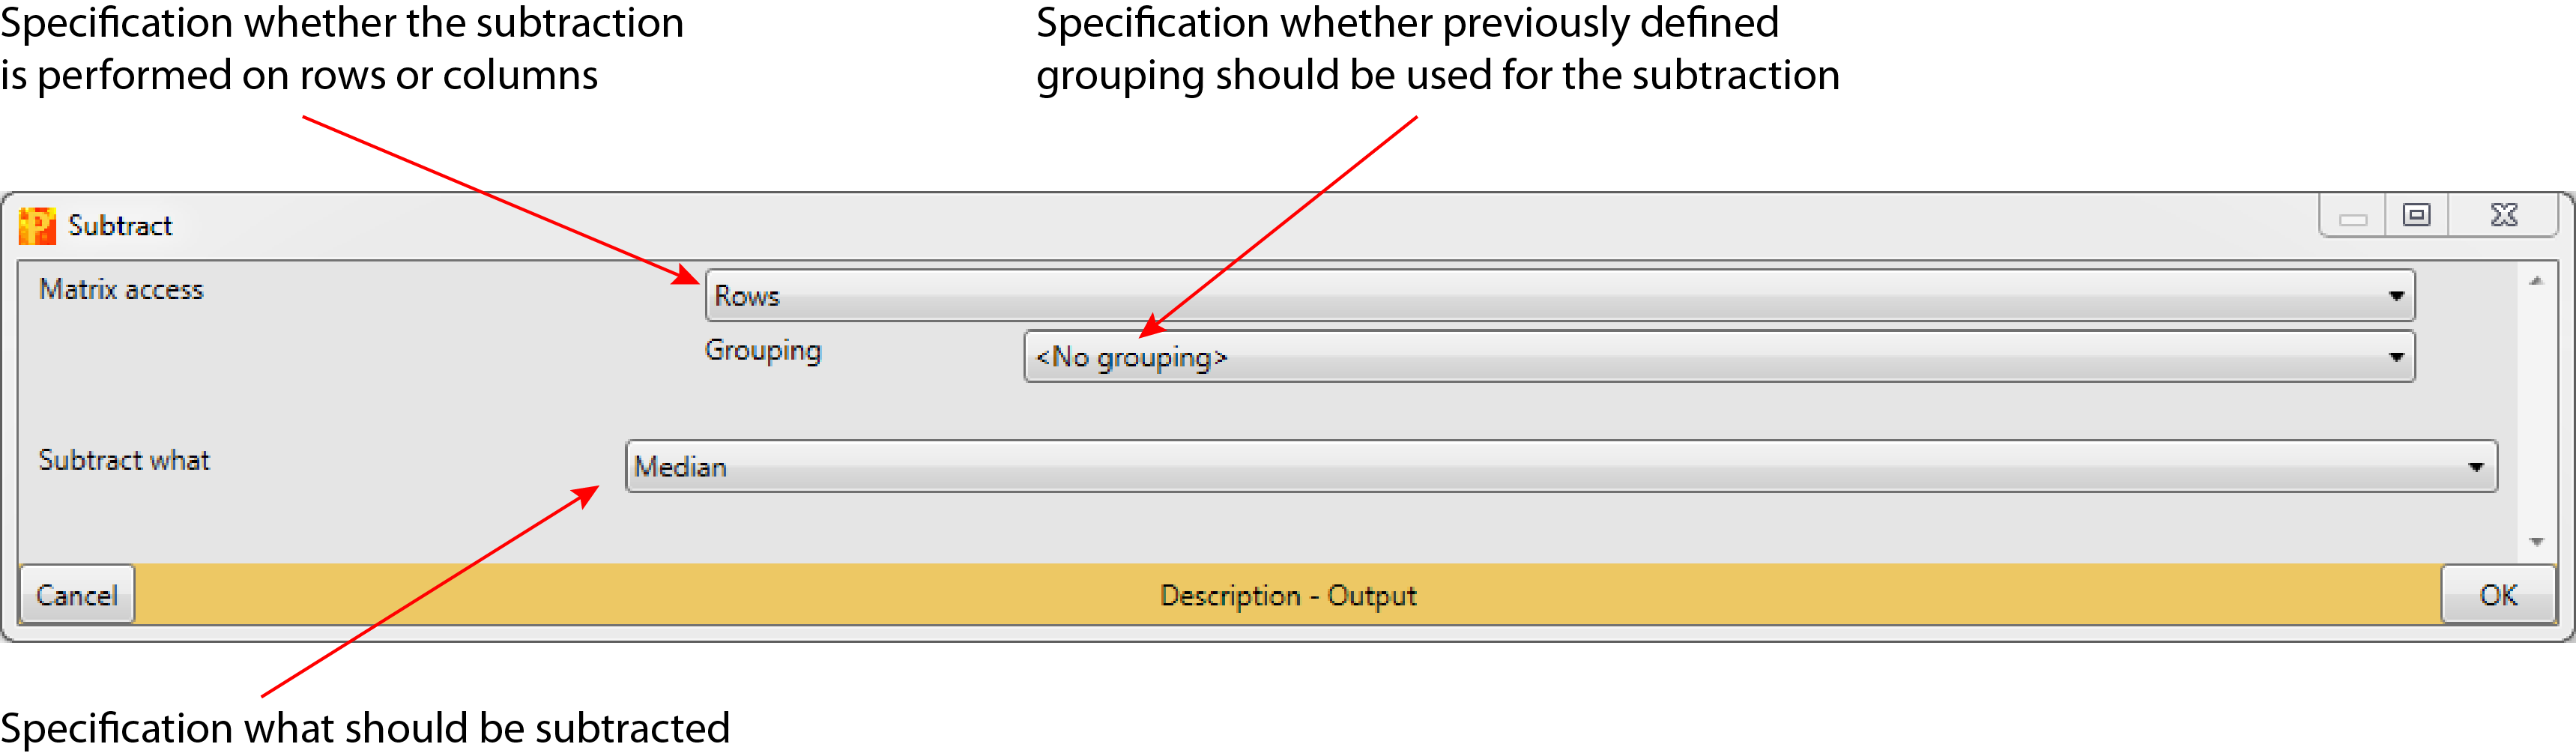 Specification whether the subtraction
is performed on rows or columns
Specification whether previously defined
grouping should be used for the subtraction
Subtract
Matrix access
Rows
Grouping
<No grouping>
Subtract what
Median
Cancel
Description - Output
OK
Specification what should be subtracted